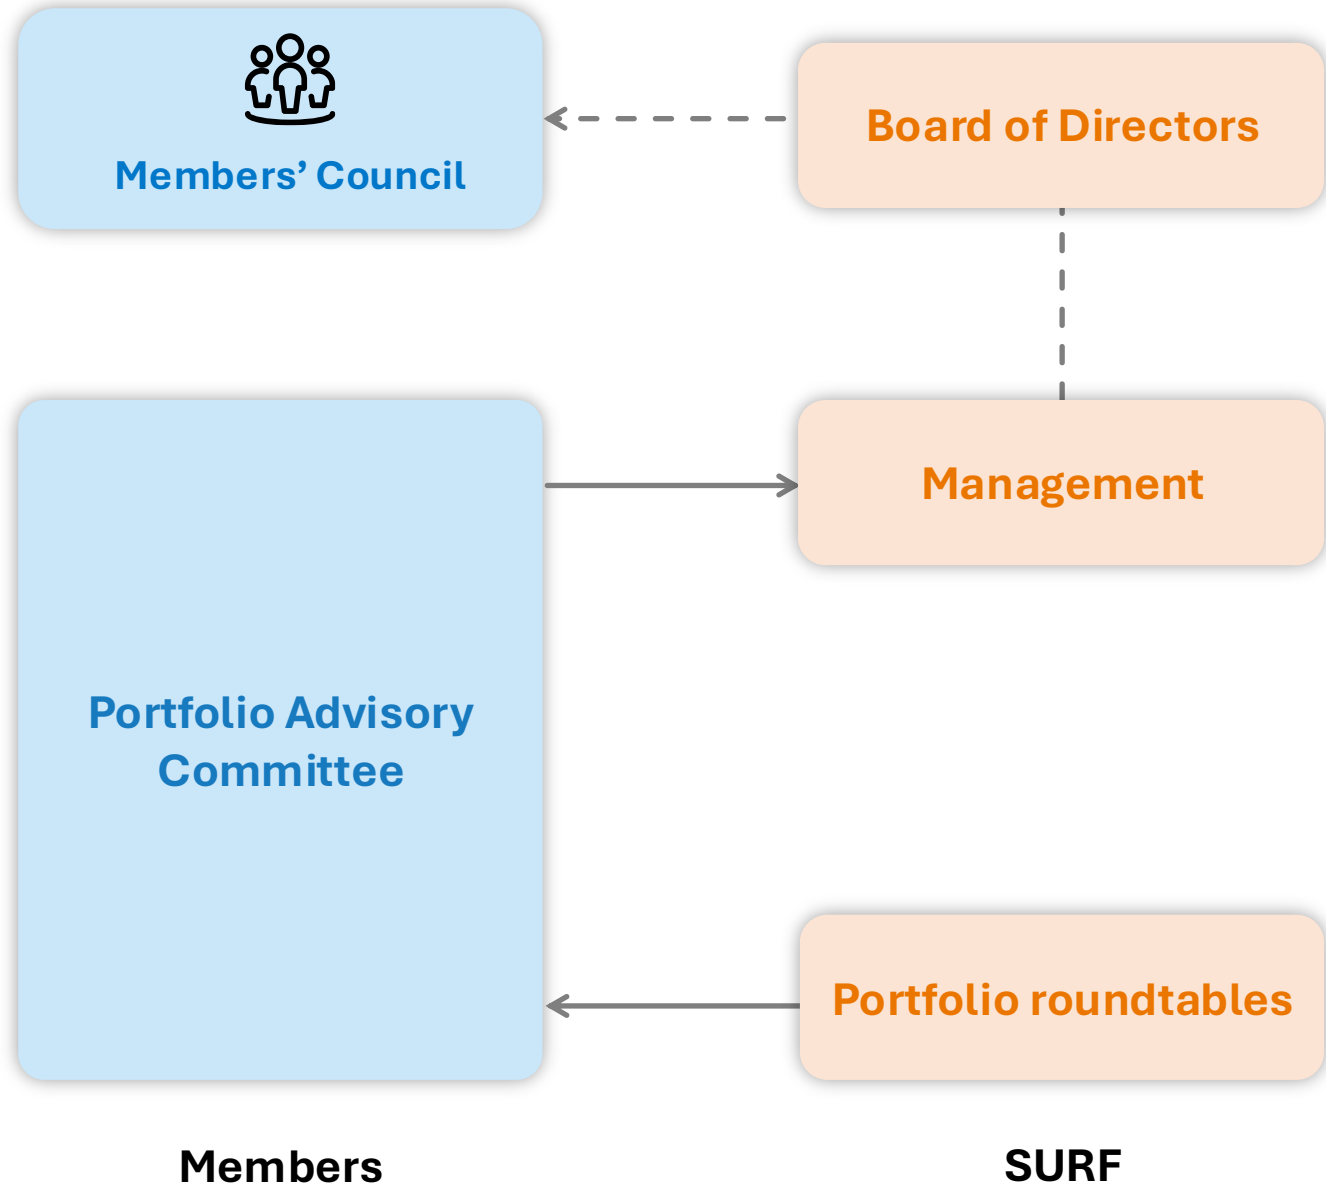 Members’ Council
Board of Directors
Management
Portfolio Advisory
Committee
Portfolio roundtables
Members
SURF